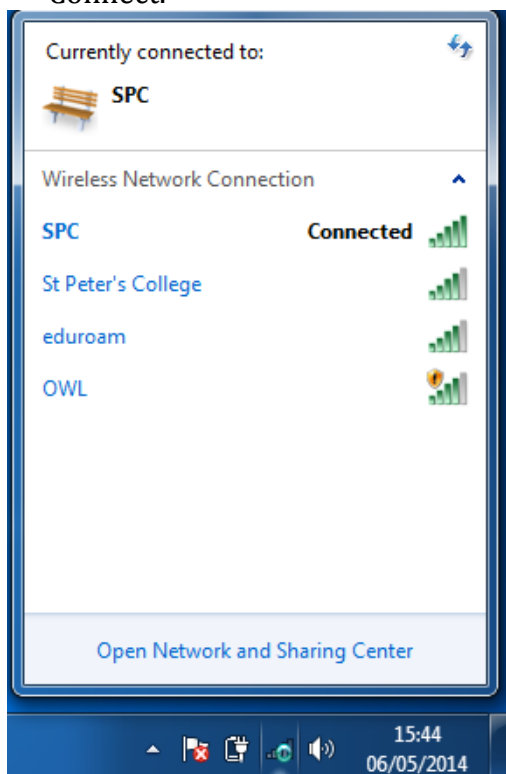 Connect.
Currently connected to:
SPC
Wireless Network Connection
SPC Connected
St Peter's College
eduroam
OWL
Open Network and Sharing Center
15:44
06/05/2014